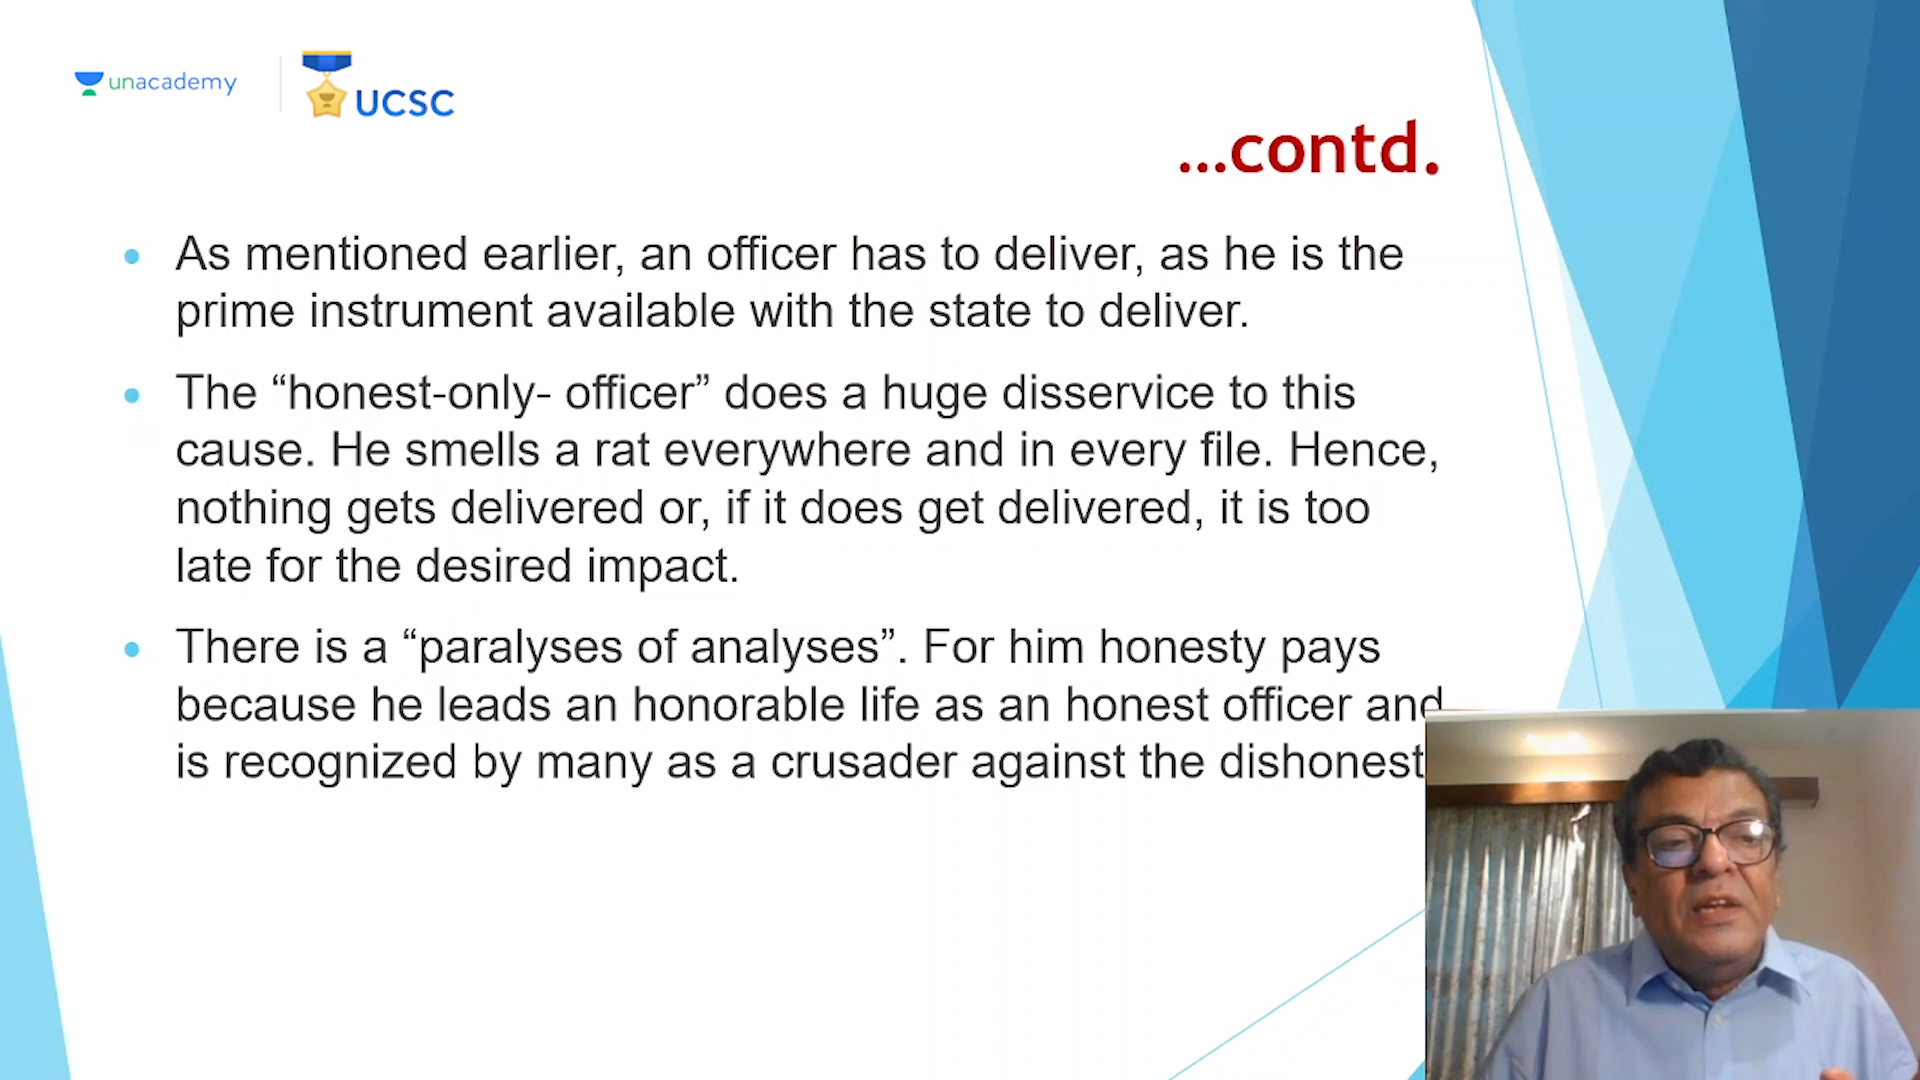 unacademy
UCSC
...contd.
As mentioned earlier, an officer has to deliver, as he is the
prime instrument available with the state to deliver.
The “honest-only- officer” does a huge disservice to this
cause. He smells a rat everywhere and in every file. Hence,
nothing gets delivered or, if it does get delivered, it is too
late for the desired impact.
There is a “paralyses of analyses”. For him honesty pays
because he leads an honorable life as an honest officer and
is recognized by many as a crusader against the dishonest